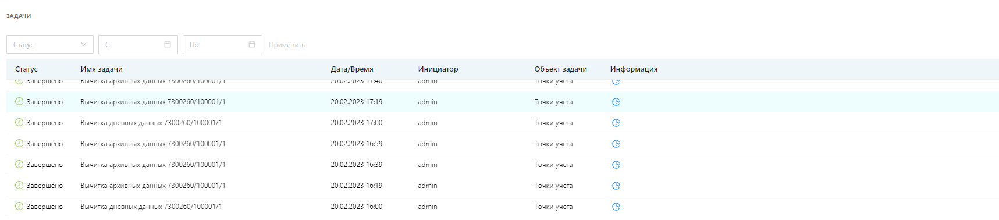 ЗАДАЧИ
Статус С По Применить
Статус Имя задачи Дата/Время Инициатор Объект задачи Информация
Завершено Вычитка архивных данных 7300260/100001/1 20.02.2023 17:40 admin Точки учета
Завершено Вычитка архивных данных 7300260/100001/1 20.02.2023 17:19 admin Точки учета
Завершено Вычитка дневных данных 7300260/100001/1 20.02.2023 17:00 admin Точки учета
Завершено Вычитка архивных данных 7300260/100001/1 20.02.2023 16:59 admin Точки учета
Завершено Вычитка архивных данных 7300260/100001/1 20.02.2023 16:39 admin Точки учета
Завершено Вычитка архивных данных 7300260/100001/1 20.02.2023 16:19 admin Точки учета
Завершено Вычитка дневных данных 7300260/100001/1 20.02.2023 16:00 admin Точки учета